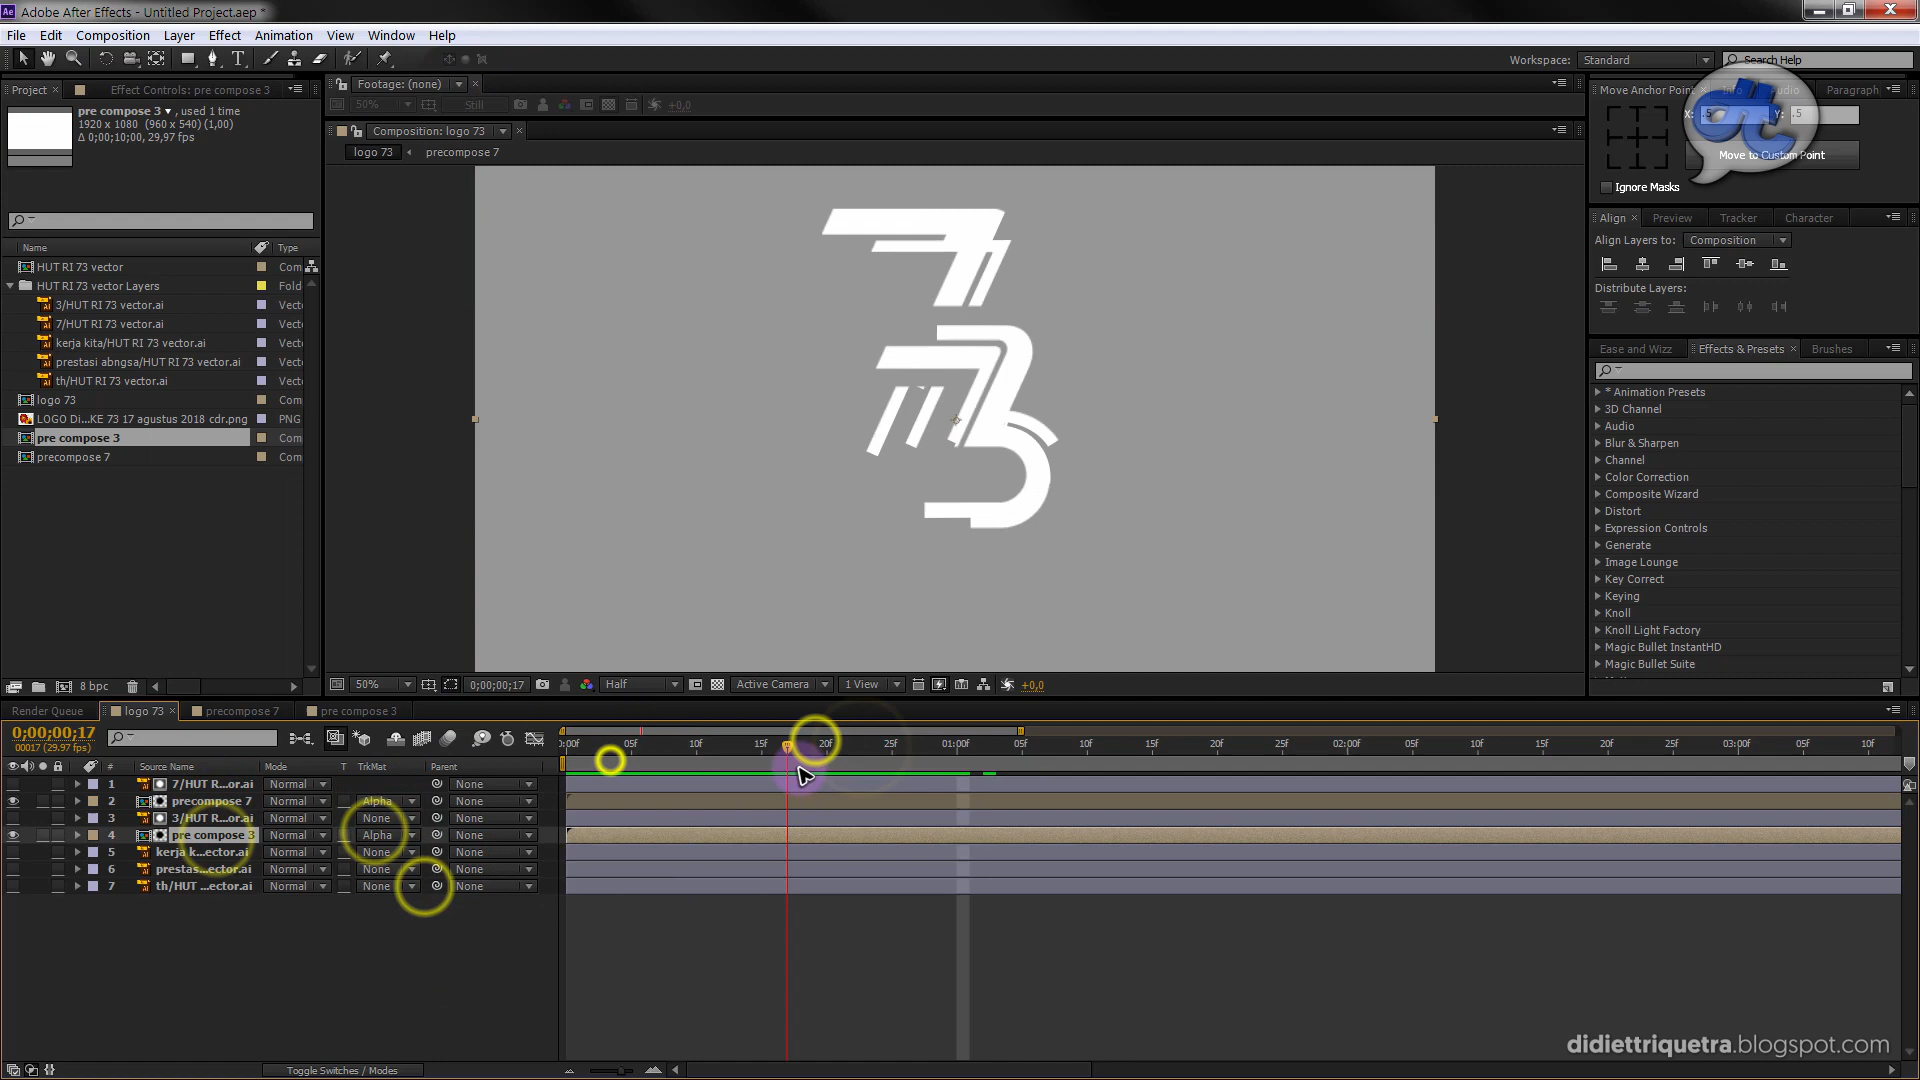 Ae Adobe After Effects - Untitled Project.aep *
File Edit Composition Layer Effect Animation View Window Help
Workspace: Standard Search Help
Project Effect Controls: pre compose 3
pre compose 3 , used 1 time
1920 x 1080 (960 x 540) (1,00)
Δ 0;00;10;00, 29,97 fps
Name Type
HUT RI 73 vector Com
HUT RI 73 vector Layers Fold
3/HUT RI 73 vector.ai Vect
7/HUT RI 73 vector.ai Vect
kerja kita/HUT RI 73 vector.ai Vect
prestasi abngsa/HUT RI 73 vector.ai Vect
th/HUT RI 73 vector.ai Vect
logo 73 Com
LOGO Di...KE 73 17 agustus 2018 cdr.png PNG
pre compose 3 Com
precompose 7 Com
8 bpc
Footage: (none)
50% Still +0,0
Composition: logo 73
logo 73 precompose 7
50% 0;00;00;17 Half Active Camera 1 View +0,0
Move Anchor Point Info Audio Paragraph
X: .5 Y: .5
Move to Custom Point
Ignore Masks
Align Preview Tracker Character
Align Layers to: Composition
Distribute Layers:
Ease and Wizz Effects & Presets Brushes
* Animation Presets
3D Channel
Audio
Blur & Sharpen
Channel
Color Correction
Composite Wizard
Distort
Expression Controls
Generate
Image Lounge
Key Correct
Keying
Knoll
Knoll Light Factory
Magic Bullet InstantHD
Magic Bullet Suite
Render Queue logo 73 precompose 7 pre compose 3
0;00;00;17
00017 (29.97 fps)
:00f 05f 10f 15f 20f 25f 01:00f 05f 10f 15f 20f 25f 02:00f 05f 10f 15f 20f 25f 03:00f 05f 10f
# Source Name Mode T TrkMat Parent
1 7/HUT R...or.ai Normal None
2 precompose 7 Normal Alpha None
3 3/HUT R...or.ai Normal None None
4 pre compose 3 Normal Alpha None
5 kerja k...ector.ai Normal None None
6 prestas...ector.ai Normal None None
7 th/HUT ...ector.ai Normal None None
Toggle Switches / Modes
didiettriquetra.blogspot.com